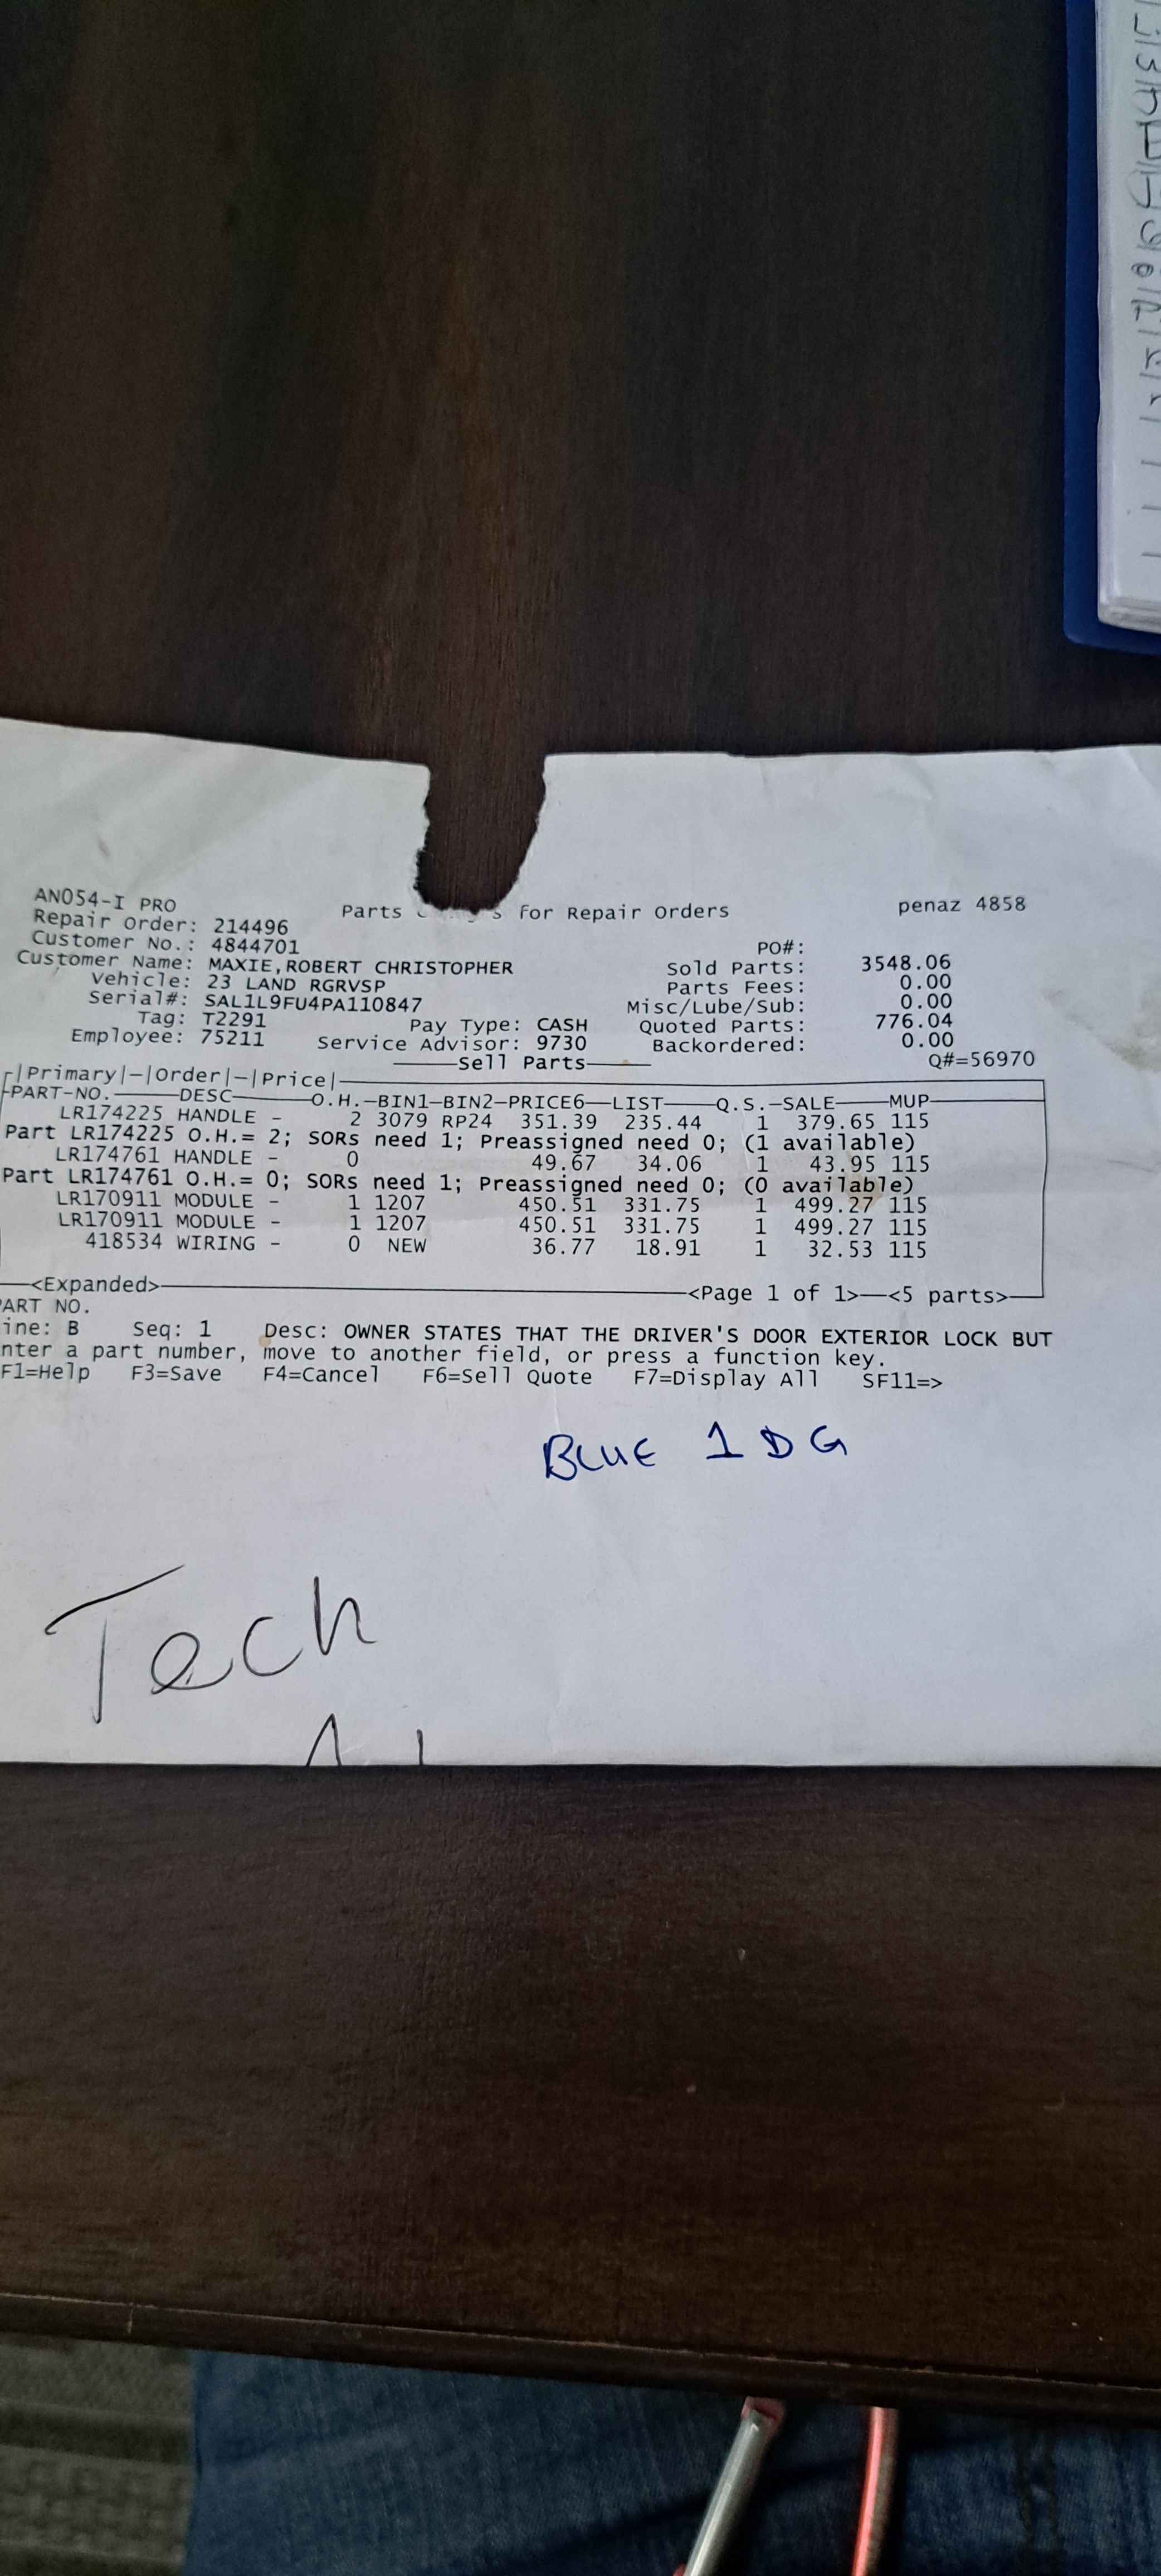 AN054-I PRO Parts for Repair Orders penaz 4858
Repair Order: 214496
Customer No.: 4844701 PO#:
Customer Name: MAXIE,ROBERT CHRISTOPHER Sold Parts: 3548.06
Vehicle: 23 LAND RGRVSP Parts Fees: 0.00
Serial#: SAL1L9FU4PA110847 Misc/Lube/Sub: 0.00
Tag: T2291 Pay Type: CASH Quoted Parts: 776.04
Employee: 75211 Service Advisor: 9730 Backordered: 0.00
Sell Parts Q#=56970
|Primary|-|Order|-|Price|
PART-NO. DESC O.H.-BIN1-BIN2-PRICE6 LIST Q.S.-SALE MUP
LR174225 HANDLE - 2 3079 RP24 351.39 235.44 1 379.65 115
Part LR174225 O.H.= 2; SORs need 1; Preassigned need 0; (1 available)
LR174761 HANDLE - 0 49.67 34.06 1 43.95 115
Part LR174761 O.H.= 0; SORs need 1; Preassigned need 0; (0 available)
LR170911 MODULE - 1 1207 450.51 331.75 1 499.27 115
LR170911 MODULE - 1 1207 450.51 331.75 1 499.27 115
418534 WIRING - 0 NEW 36.77 18.91 1 32.53 115
<Expanded> <Page 1 of 1>-<5 parts>
ART NO.
ine: B Seq: 1 Desc: OWNER STATES THAT THE DRIVER'S DOOR EXTERIOR LOCK BUT
nter a part number, move to another field, or press a function key.
F1=Help F3=Save F4=Cancel F6=Sell Quote F7=Display All SF11=>
BLUE 1DG
Tech